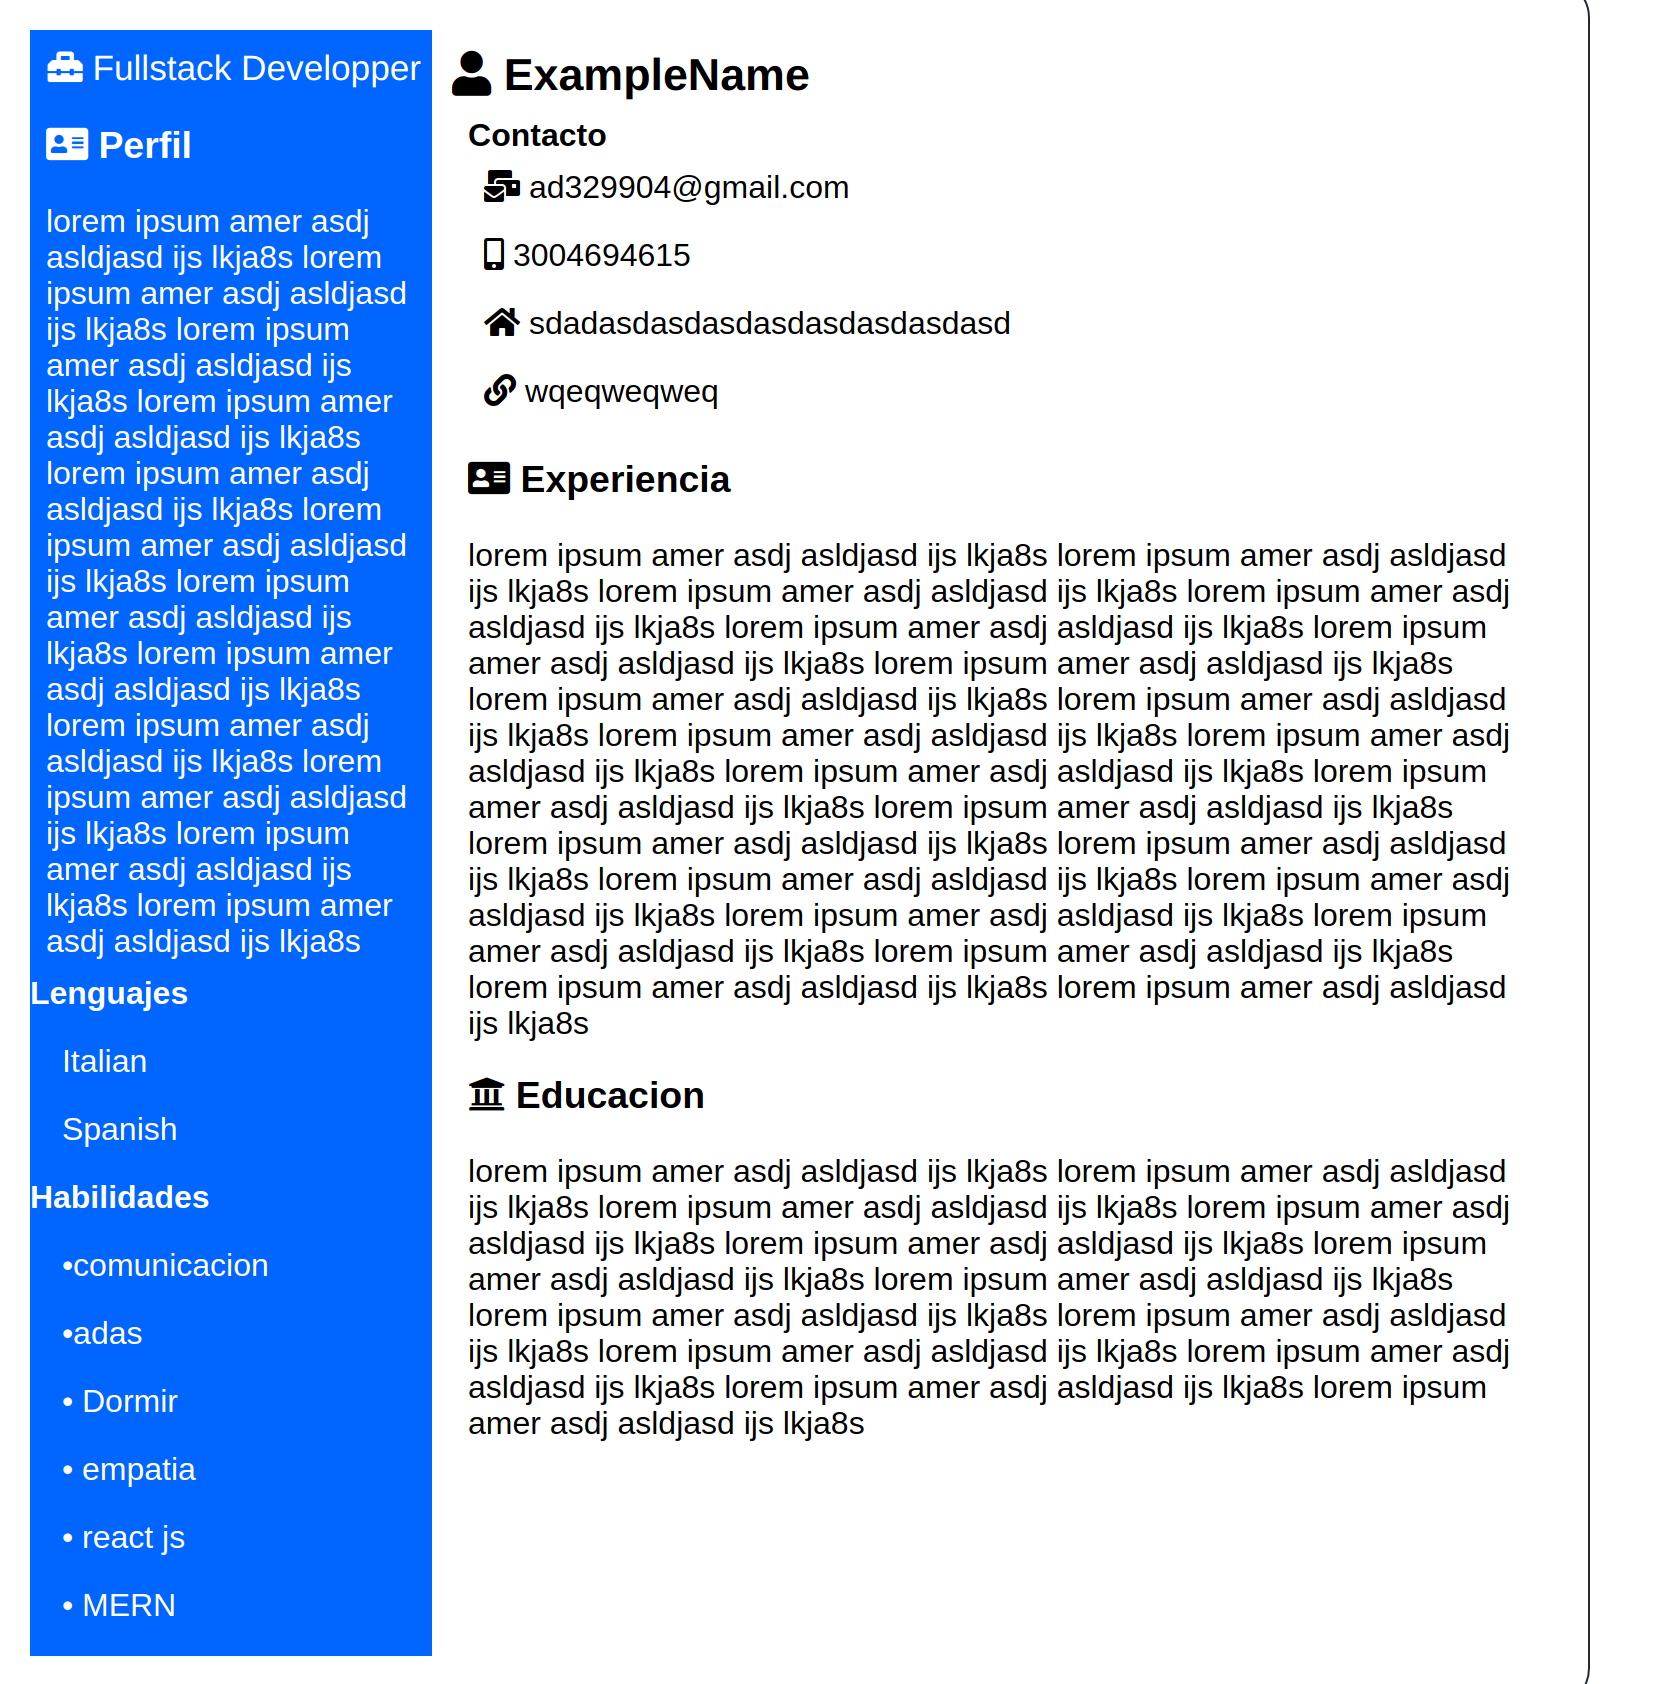 Fullstack Developper
Perfil
lorem ipsum amer asdj
asldjasd ijs lkja8s lorem
ipsum amer asdj asldjasd
ijs lkja8s lorem ipsum
amer asdj asldjasd ijs
lkja8s lorem ipsum amer
asdj asldjasd ijs lkja8s
lorem ipsum amer asdj
asldjasd ijs lkja8s lorem
ipsum amer asdj asldjasd
ijs lkja8s lorem ipsum
amer asdj asldjasd ijs
lkja8s lorem ipsum amer
asdj asldjasd ijs lkja8s
lorem ipsum amer asdj
asldjasd ijs lkja8s lorem
ipsum amer asdj asldjasd
ijs lkja8s lorem ipsum
amer asdj asldjasd ijs
lkja8s lorem ipsum amer
asdj asldjasd ijs lkja8s
Lenguajes
Italian
Spanish
Habilidades
•comunicacion
•adas
• Dormir
• empatia
• react js
• MERN
ExampleName
Contacto
ad329904@gmail.com
3004694615
sdadasdasdasdasdasdasdasdasd
wqeqweqweq
Experiencia
lorem ipsum amer asdj asldjasd ijs lkja8s lorem ipsum amer asdj asldjasd
ijs lkja8s lorem ipsum amer asdj asldjasd ijs lkja8s lorem ipsum amer asdj
asldjasd ijs lkja8s lorem ipsum amer asdj asldjasd ijs lkja8s lorem ipsum
amer asdj asldjasd ijs lkja8s lorem ipsum amer asdj asldjasd ijs lkja8s
lorem ipsum amer asdj asldjasd ijs lkja8s lorem ipsum amer asdj asldjasd
ijs lkja8s lorem ipsum amer asdj asldjasd ijs lkja8s lorem ipsum amer asdj
asldjasd ijs lkja8s lorem ipsum amer asdj asldjasd ijs lkja8s lorem ipsum
amer asdj asldjasd ijs lkja8s lorem ipsum amer asdj asldjasd ijs lkja8s
lorem ipsum amer asdj asldjasd ijs lkja8s lorem ipsum amer asdj asldjasd
ijs lkja8s lorem ipsum amer asdj asldjasd ijs lkja8s lorem ipsum amer asdj
asldjasd ijs lkja8s lorem ipsum amer asdj asldjasd ijs lkja8s lorem ipsum
amer asdj asldjasd ijs lkja8s lorem ipsum amer asdj asldjasd ijs lkja8s
lorem ipsum amer asdj asldjasd ijs lkja8s lorem ipsum amer asdj asldjasd
ijs lkja8s
Educacion
lorem ipsum amer asdj asldjasd ijs lkja8s lorem ipsum amer asdj asldjasd
ijs lkja8s lorem ipsum amer asdj asldjasd ijs lkja8s lorem ipsum amer asdj
asldjasd ijs lkja8s lorem ipsum amer asdj asldjasd ijs lkja8s lorem ipsum
amer asdj asldjasd ijs lkja8s lorem ipsum amer asdj asldjasd ijs lkja8s
lorem ipsum amer asdj asldjasd ijs lkja8s lorem ipsum amer asdj asldjasd
ijs lkja8s lorem ipsum amer asdj asldjasd ijs lkja8s lorem ipsum amer asdj
asldjasd ijs lkja8s lorem ipsum amer asdj asldjasd ijs lkja8s lorem ipsum
amer asdj asldjasd ijs lkja8s